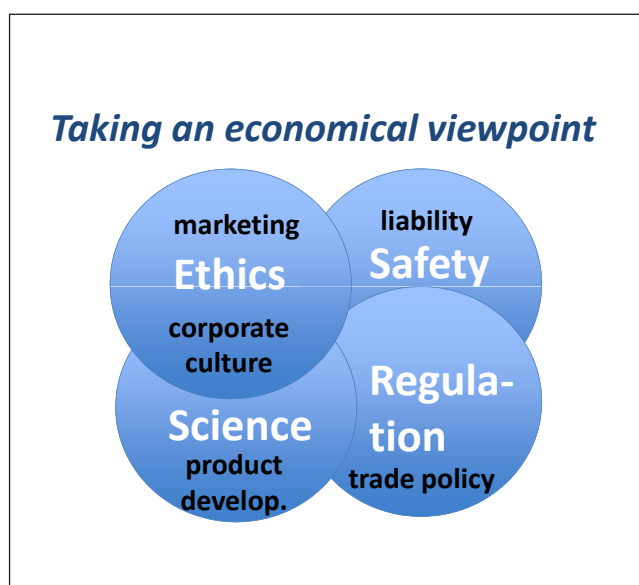 Taking an economical viewpoint
marketing
Ethics
corporate
culture
liability
Safety
Science
product
develop.
Regula-
tion
trade policy